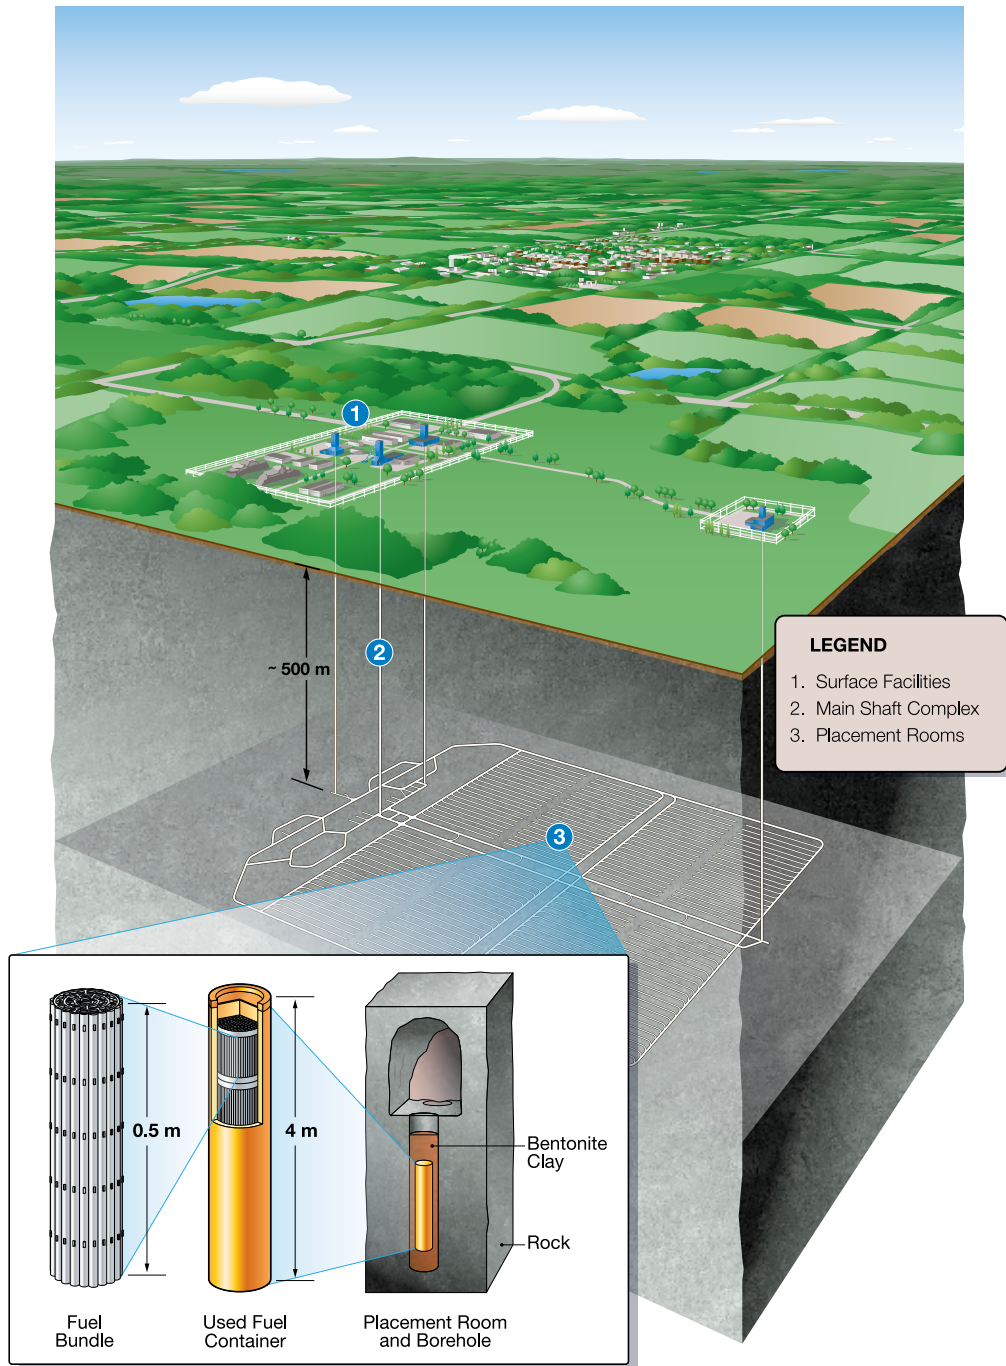 1
2
~ 500 m
LEGEND
1. Surface Facilities
2. Main Shaft Complex
3. Placement Rooms
3
0.5 m
4 m
Bentonite
Clay
Rock
Fuel
Bundle
Used Fuel
Container
Placement Room
and Borehole